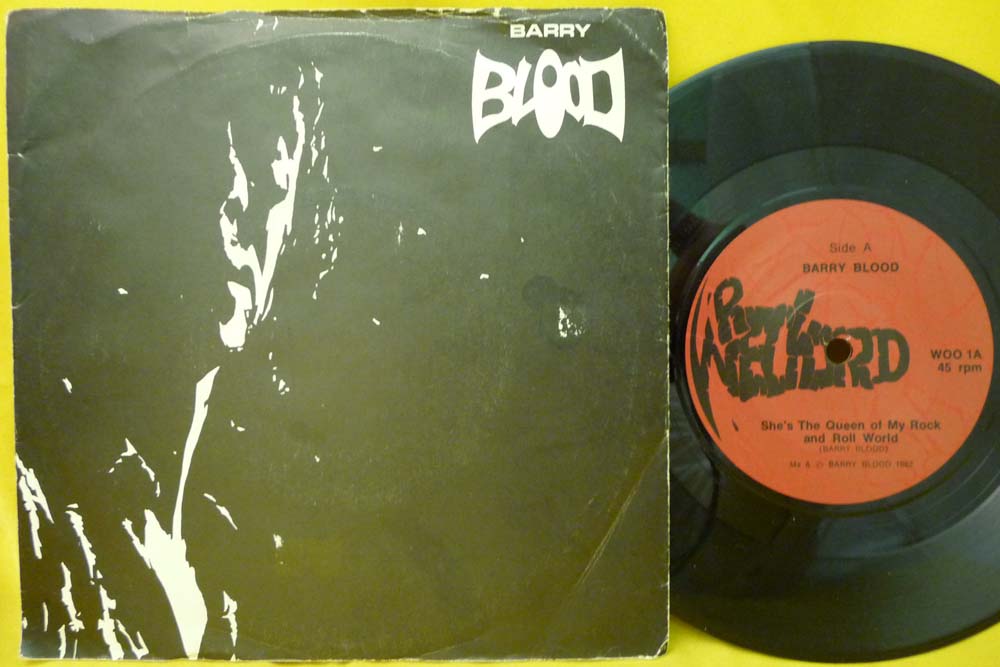 BARRY
BLOOD
Side A
BARRY BLOOD
WOO 1A
45 rpm
She's The Queen of My Rock
and Roll World
(BARRY BLOOD)
BARRY BLOOD 1982